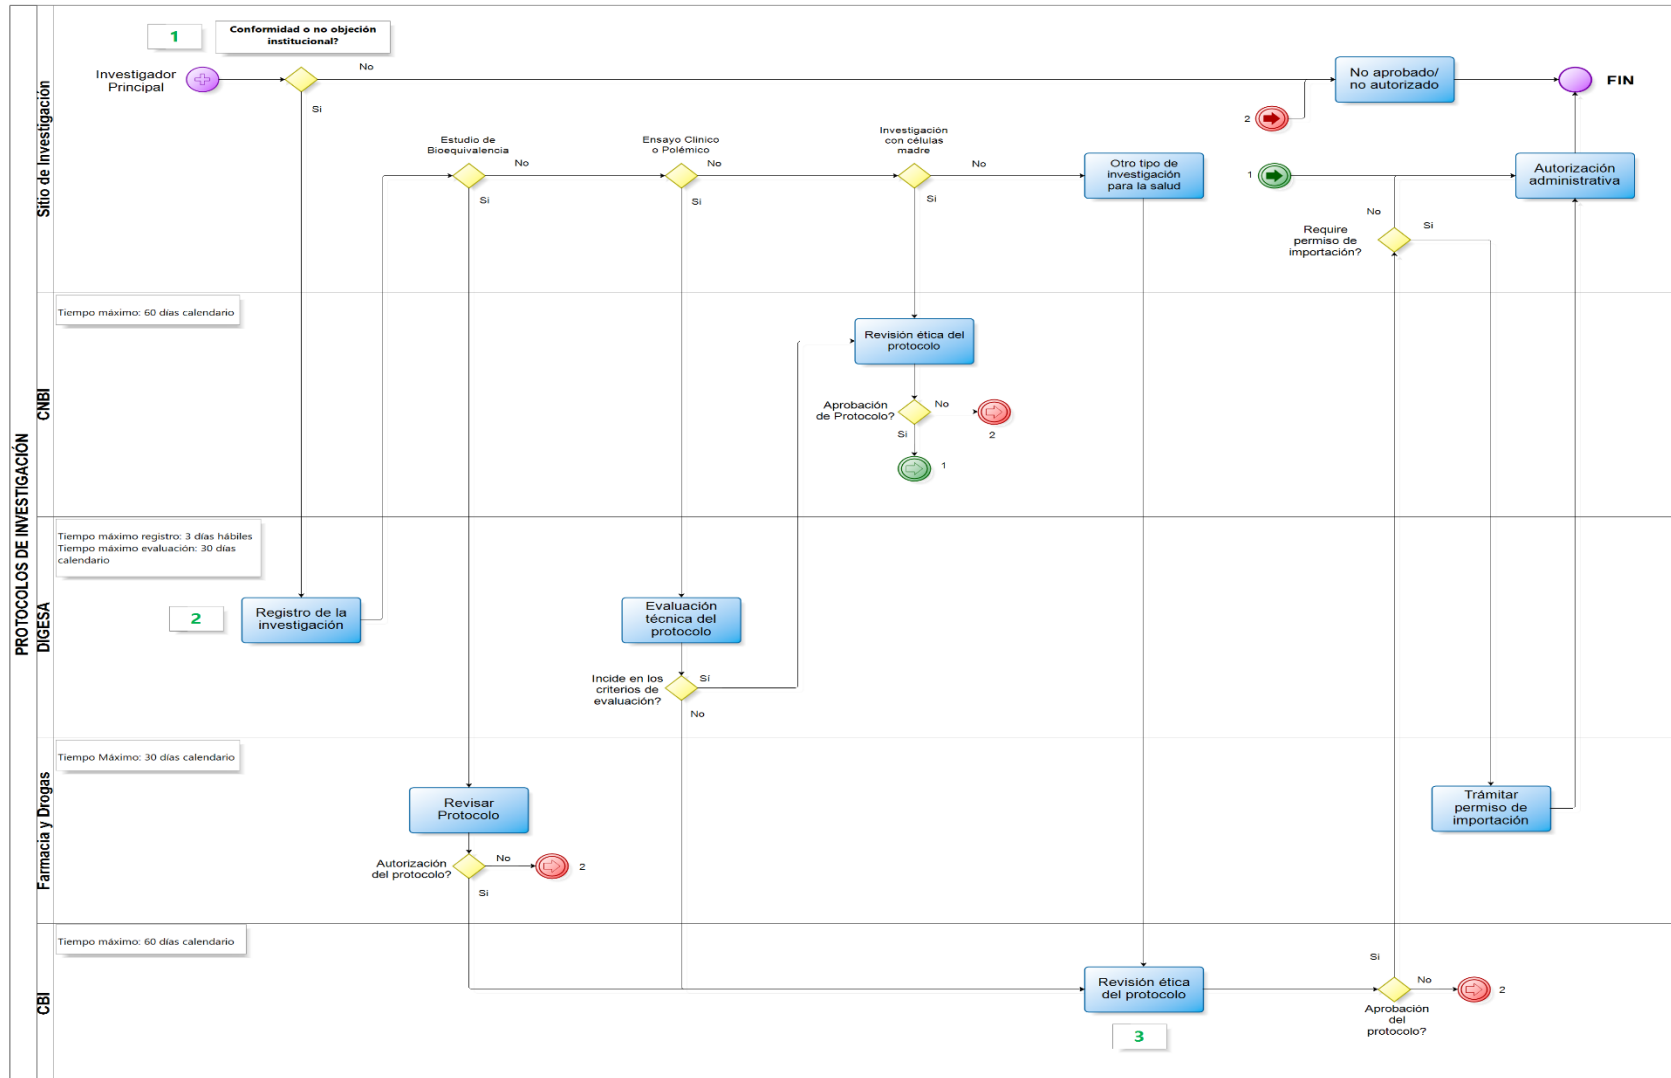 PROTOCOLOS DE INVESTIGACIÓN
Sitio de Investigación
1
Conformidad o no objeción
institucional?
Investigador
Principal
No
Si
No aprobado/
no autorizado
FIN
2
Estudio de
Bioequivalencia
No
Si
Ensayo Clinico
o Polémico
No
Si
Investigación
con células
madre
No
Si
Otro tipo de
investigación
para la salud
1
Autorización
administrativa
No
Si
Require
permiso de
importación?
CNBI
Tiempo máximo: 60 días calendario
Revisión ética del
protocolo
Aprobación
de Protocolo?
No
2
Si
1
DIGESA
Tiempo máximo registro: 3 días hábiles
Tiempo máximo evaluación: 30 días
calendario
2
Registro de la
investigación
Evaluación
técnica del
protocolo
Incide en los
criterios de
evaluación?
Sí
No
Farmacia y Drogas
Tiempo Máximo: 30 días calendario
Revisar
Protocolo
Autorización
del protocolo?
No
2
Si
Trámitar
permiso de
importación
CBI
Tiempo máximo: 60 días calendario
Revisión ética
del protocolo
3
Si
No
2
Aprobación
del
protocolo?